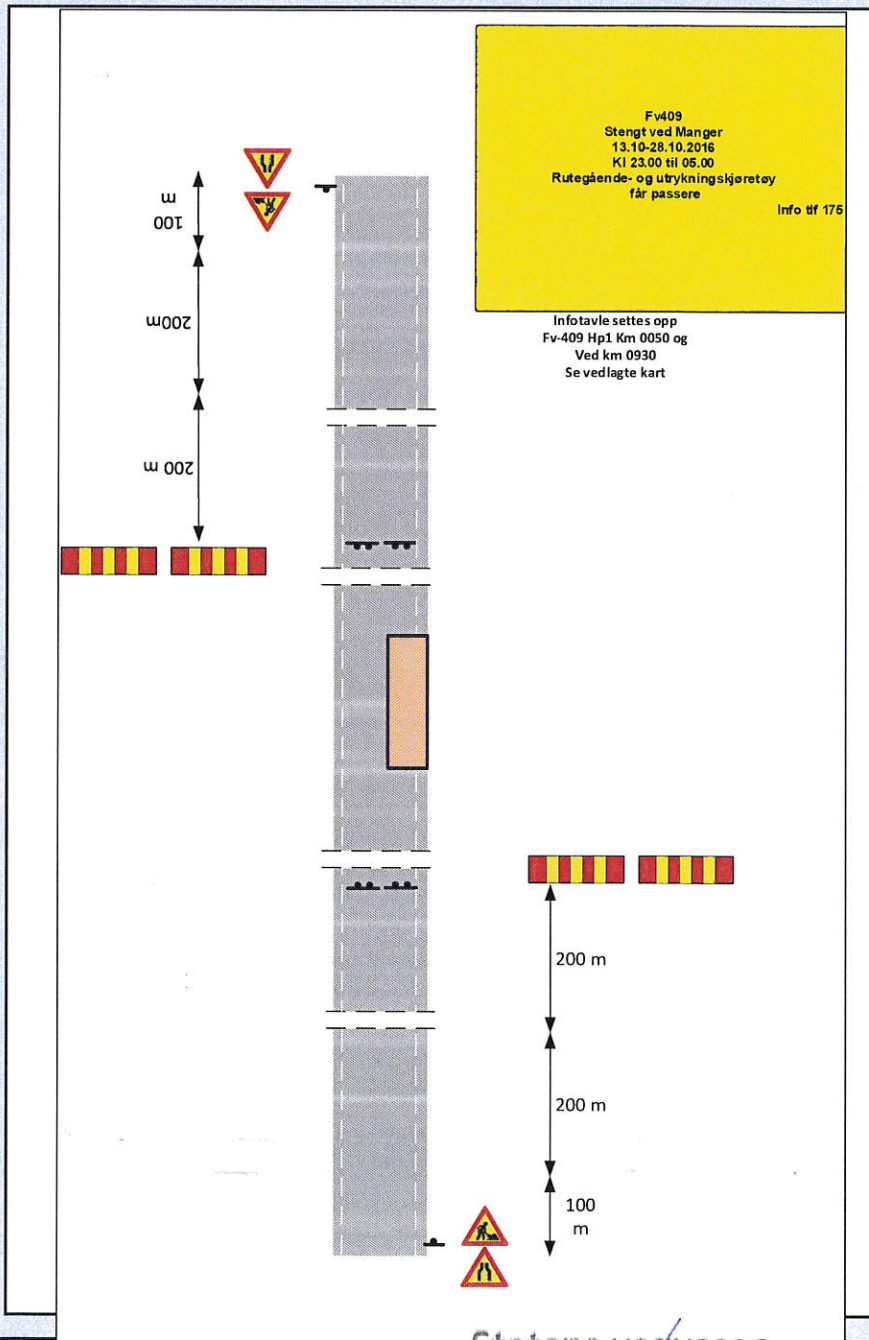 Fv409
Stengt ved Manger
13.10-28.10.2016
Kl 23.00 til 05.00
Rutegående- og utrykningskjøretøy
får passere
Info tlf 175
Infotavle settes opp
Fv-409 Hp1 Km 0050 og
Ved km 0930
Se vedlagte kart
100
m
200m
200 m
200 m
200 m
100
m